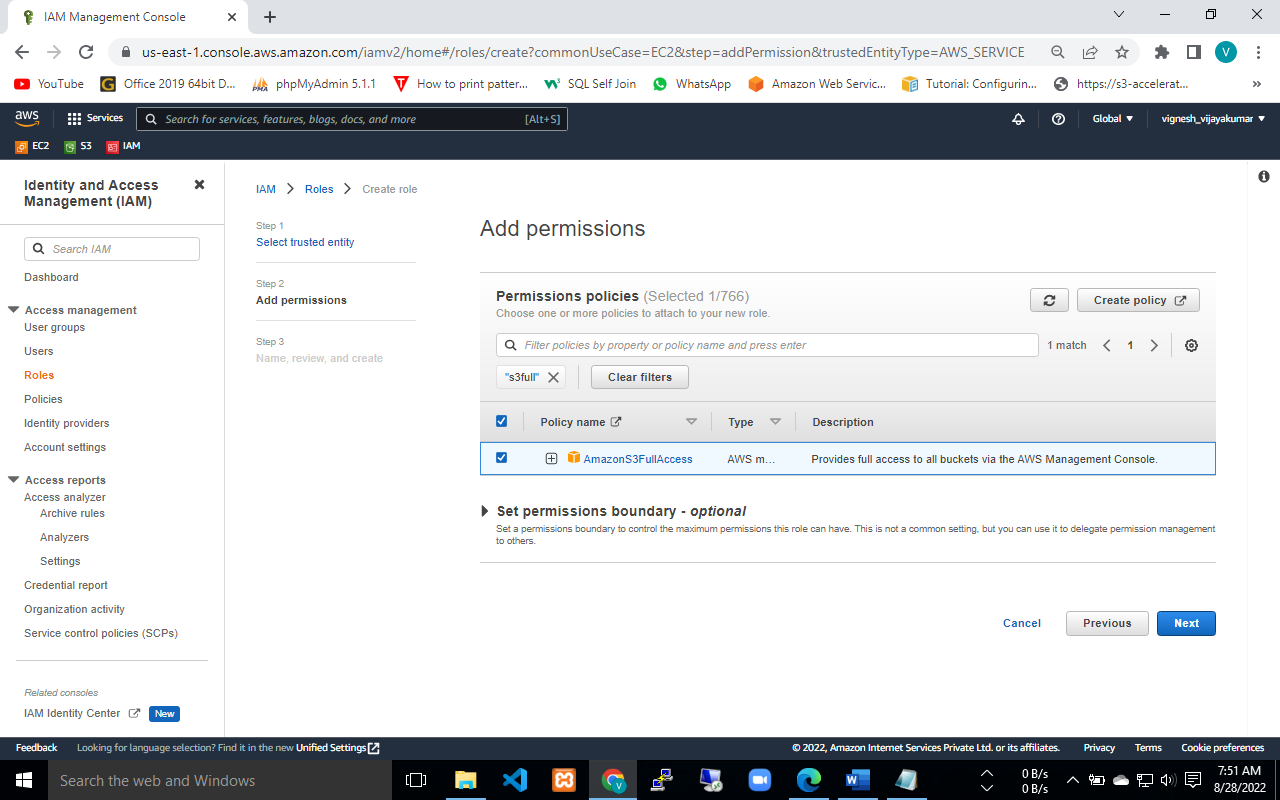 IAM Management Console
us-east-1.console.aws.amazon.com/iamv2/home#/roles/create?commonUseCase=EC2&step=addPermission&trustedEntityType=AWS_SERVICE
V
YouTube
Office 2019 64bit D...
phpMyAdmin 5.1.1
How to print patter...
SQL Self Join
WhatsApp
Amazon Web Servic...
Tutorial: Configurin...
https://s3-accelerat...
aws
Services
Search for services, features, blogs, docs, and more
[Alt+S]
Global
vignesh_vijayakumar
EC2
S3
IAM
Identity and Access
Management (IAM)
Search IAM
Dashboard
Access management
User groups
Users
Roles
Policies
Identity providers
Account settings
Access reports
Access analyzer
Archive rules
Analyzers
Settings
Credential report
Organization activity
Service control policies (SCPs)
Related consoles
IAM Identity Center
New
IAM
Roles
Create role
Step 1
Select trusted entity
Step 2
Add permissions
Step 3
Name, review, and create
Add permissions
Permissions policies (Selected 1/766)
Choose one or more policies to attach to your new role.
Create policy
Filter policies by property or policy name and press enter
1 match
1
"s3full"
Clear filters
Policy name
Type
Description
AmazonS3FullAccess
AWS m...
Provides full access to all buckets via the AWS Management Console.
Set permissions boundary - optional
Set a permissions boundary to control the maximum permissions this role can have. This is not a common setting, but you can use it to delegate permission management
to others.
Cancel
Previous
Next
Feedback
Looking for language selection? Find it in the new Unified Settings
© 2022, Amazon Internet Services Private Ltd. or its affiliates.
Privacy
Terms
Cookie preferences
Search the web and Windows
0 B/s
0 B/s
7:51 AM
8/28/2022